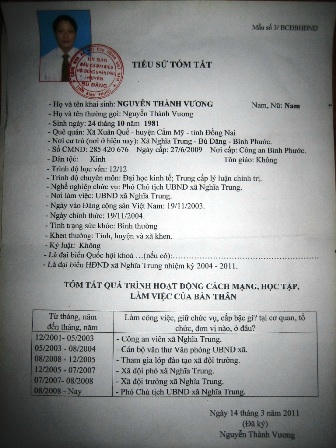 Mẫu số 3/ BCĐBHĐND
TIỂU SỬ TÓM TẮT
- Họ và tên khai sinh: NGUYỄN THÀNH VƯƠNG Nam, Nữ: Nam
- Họ và tên thường gọi: Nguyễn Thành Vương
- Sinh ngày: 24 tháng 10 năm 1981
- Quê quán: Xã Xuân Quế - huyện Cẩm Mỹ - tỉnh Đồng Nai
- Nơi cư trú (nơi ở hiện nay): Xã Nghĩa Trung - Bù Đăng - Bình Phước.
- Số CMND: 285 420 676 Ngày cấp: 27/6/2009 Nơi cấp: Công an Bình Phước.
- Dân tộc: Kinh Tôn giáo: Không
- Trình độ học vấn: 12/12
- Trình độ chuyên môn: Đại học kinh tế; Trung cấp lý luận chính trị.
- Nghề nghiệp chức vụ: Phó Chủ tịch UBND xã Nghĩa Trung.
- Nơi làm việc: UBND xã Nghĩa Trung.
- Ngày vào Đảng cộng sản Việt Nam: 19/11/2003.
- Ngày chính thức: 19/11/2004.
- Tình trạng sức khỏe: Bình thường
- Khen thưởng: Tỉnh, huyện và xã khen.
- Kỷ luật: Không
- Là đại biểu Quốc hội khoá ...(nếu có):
- Là đại biểu HĐND xã Nghĩa Trung nhiệm kỳ 2004 - 2011.
TÓM TẮT QUÁ TRÌNH HOẠT ĐỘNG CÁCH MẠNG, HỌC TẬP,
LÀM VIỆC CỦA BẢN THÂN
Từ tháng, năm đến tháng, năm
Làm công việc, giữ chức vụ, cấp bậc gì? tại cơ quan, tổ chức, đơn vị nào, ở đâu?
12/2001- 05/2003 - Công an viên xã Nghĩa Trung.
05/2003 - 08/2004 - Cán bộ văn thư Văn phòng UBND xã.
08/2008 - 12/2005 - Tham gia lớp đào tạo xã đội trưởng.
12/2005 - 07/2007 - Xã đội phó xã Nghĩa Trung.
07/2007- 08/2008 - Xã đội trưởng xã Nghĩa Trung.
08/2008 - Nay - Phó Chủ tịch UBND xã Nghĩa Trung.
Ngày 14 tháng 3 năm 2011
(Đã ký)
Nguyễn Thành Vương